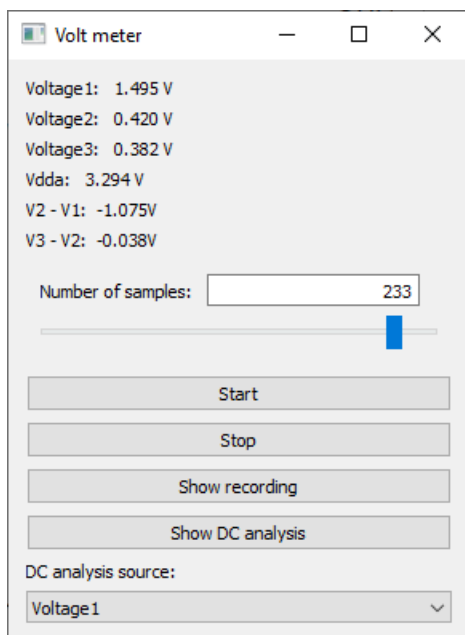 Volt meter
Voltage1: 1.495 V
Voltage2: 0.420 V
Voltage3: 0.382 V
Vdda: 3.294 V
V2 - V1: -1.075V
V3 - V2: -0.038V
Number of samples: 233
Start
Stop
Show recording
Show DC analysis
DC analysis source:
Voltage1